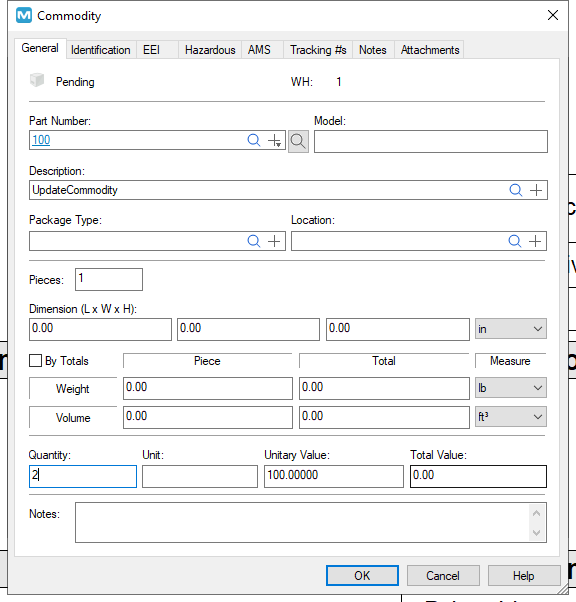 Commodity
General Identification EEI Hazardous AMS Tracking #s Notes Attachments
Pending WH: 1
Part Number: Model:
100
Description:
UpdateCommodity
Package Type: Location:
Pieces: 1
Dimension (L x W x H):
0.00 0.00 0.00 in
By Totals Piece Total Measure
Weight 0.00 0.00 lb
Volume 0.00 0.00 ft³
Quantity: Unit: Unitary Value: Total Value:
2 100.00000 0.00
Notes:
OK Cancel Help